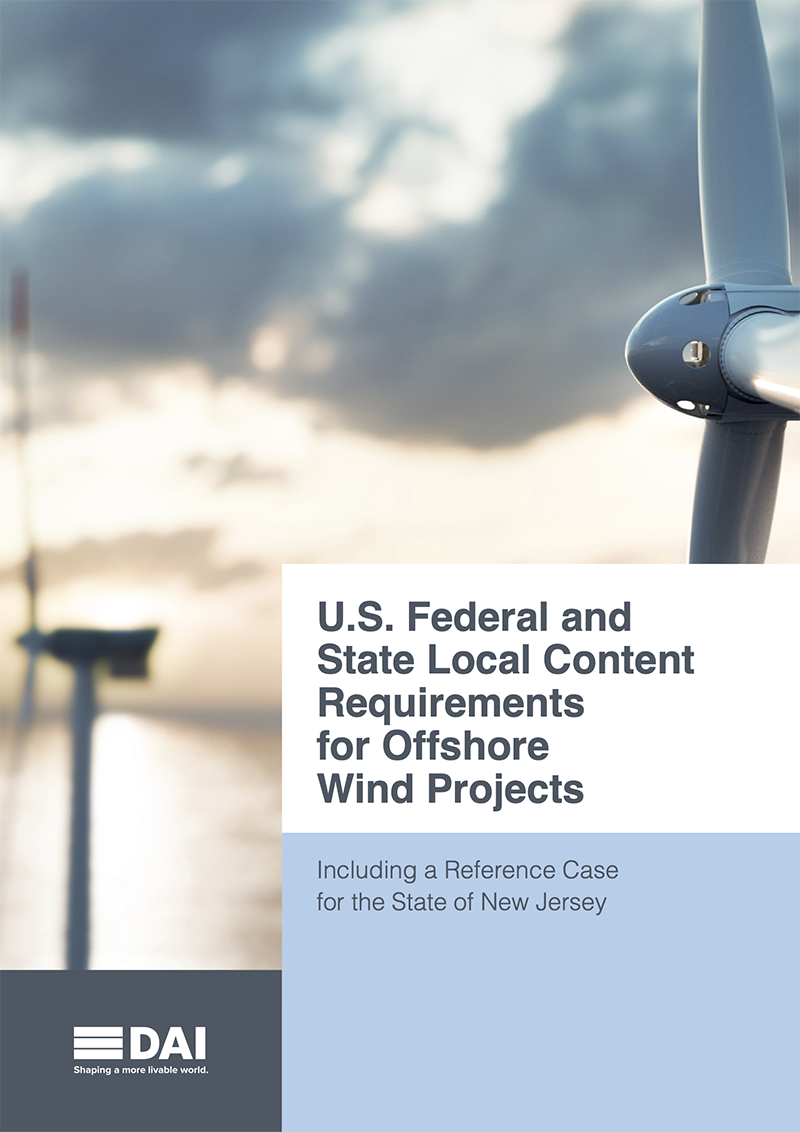 U.S. Federal and
State Local Content
Requirements
for Offshore
Wind Projects
Including a Reference Case
for the State of New Jersey
DAI
Shaping a more livable world.